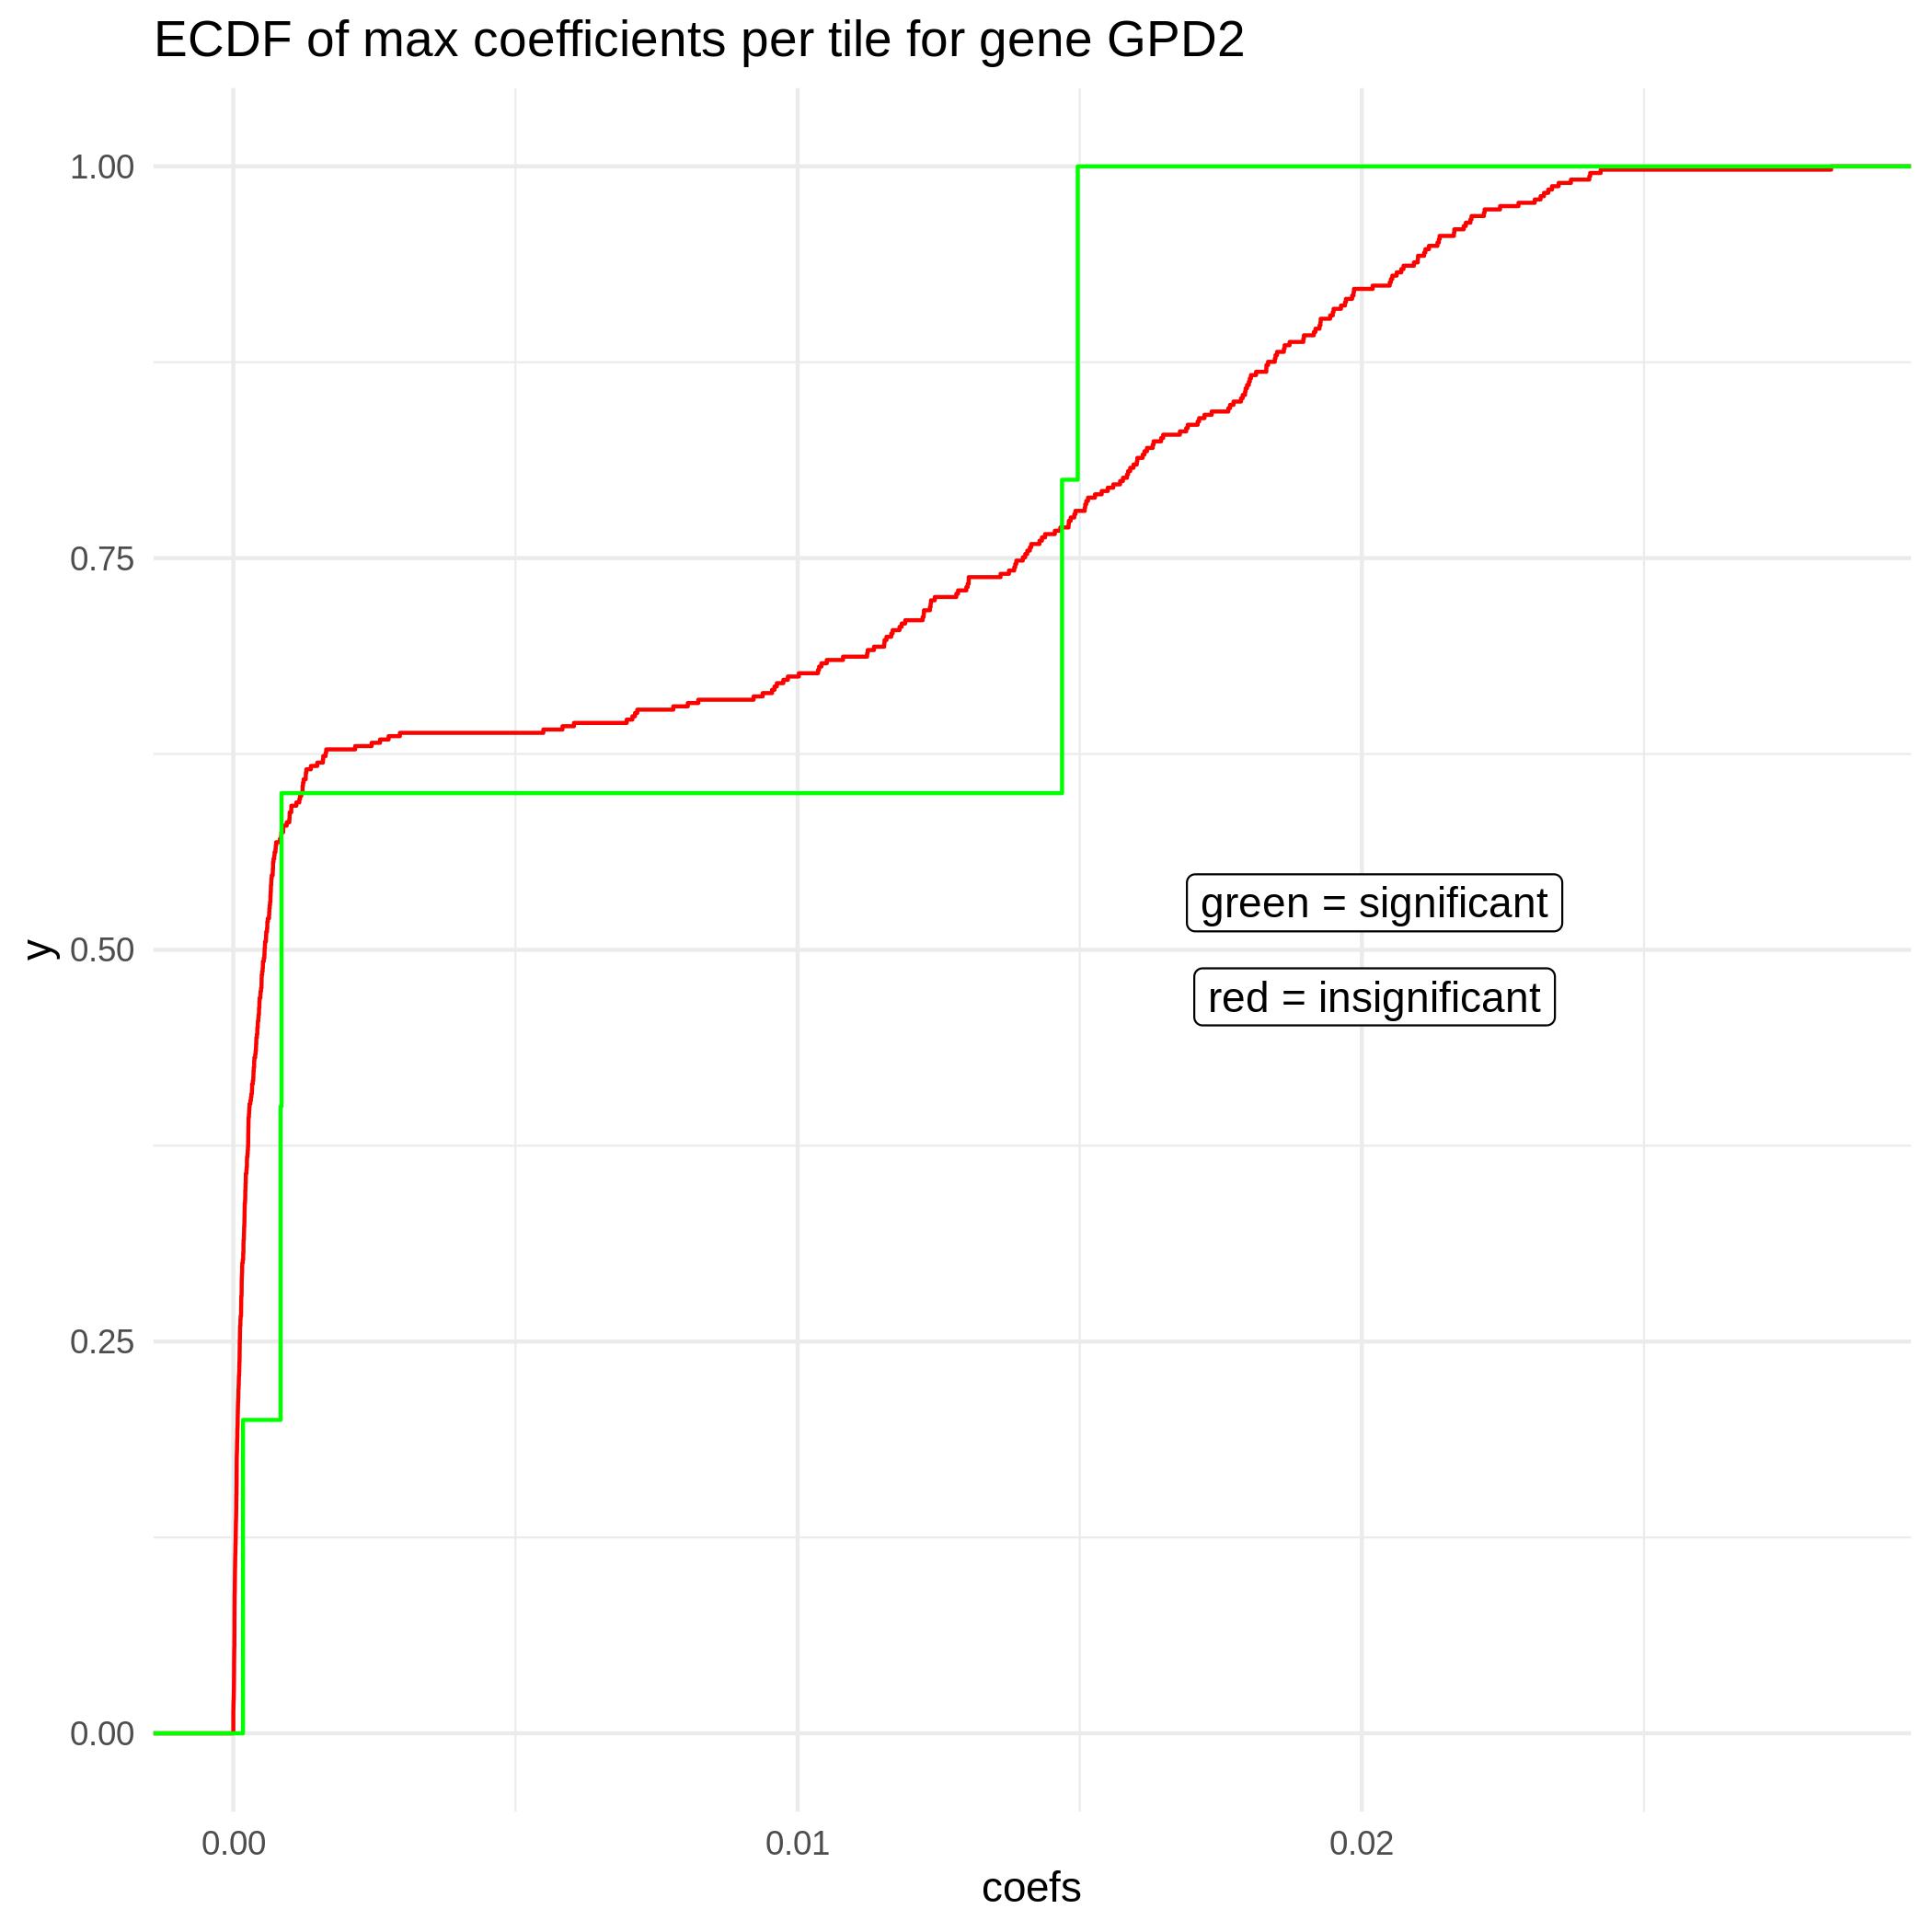 ECDF of max coefficients per tile for gene GPD2
1.00
0.75
0.50
0.25
0.00
y
green = significant
red = insignificant
0.00 0.01 0.02
coefs